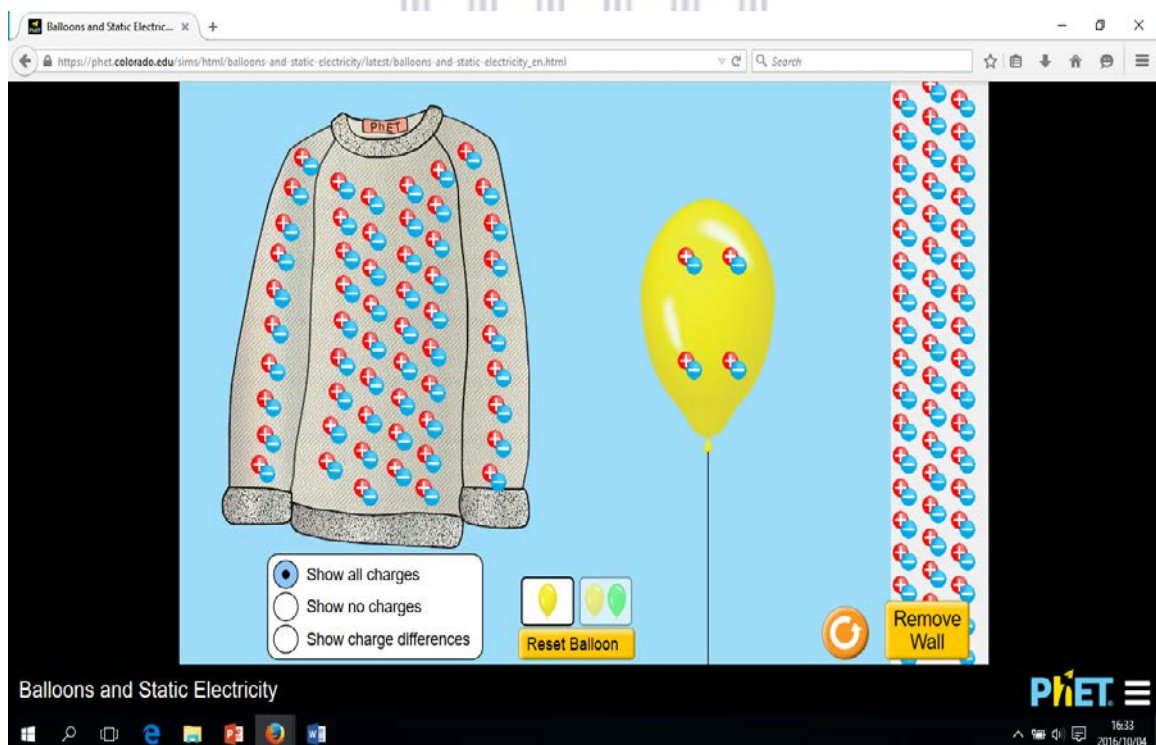 Balloons and Static Electric...
https://phet.colorado.edu/sims/html/balloons-and-static-electricity/latest/balloons-and-static-electricity_en.html
Search
PhET
Show all charges
Show no charges
Show charge differences
Reset Balloon
Remove
Wall
Balloons and Static Electricity
PhET
16:33
2016/10/04